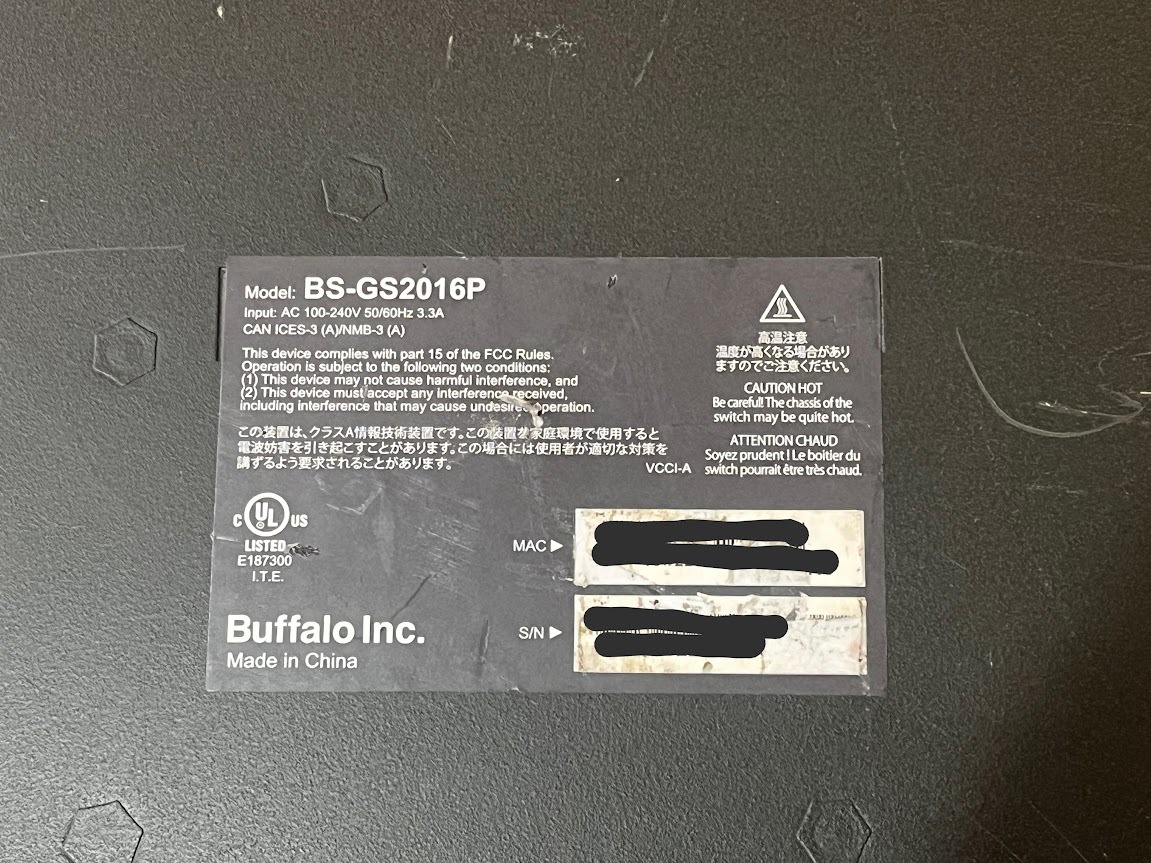 Model: BS-GS2016P
Input: AC 100-240V 50/60Hz 3.3A
CAN ICES-3 (A)/NMB-3 (A)
This device complies with part 15 of the FCC Rules.
Operation is subject to the following two conditions:
(1) This device may not cause harmful interference, and
(2) This device must accept any interference received,
including interference that may cause undesired operation.
この装置は、クラスA情報技術装置です。この装置を家庭環境で使用すると
電波妨害を引き起こすことがあります。この場合には使用者が適切な対策を
講ずるよう要求されることがあります。
VCCI-A
高温注意
温度が高くなる場合があり
ますのでご注意ください。
CAUTION HOT
Be careful! The chassis of the
switch may be quite hot.
ATTENTION CHAUD
Soyez prudent ! Le boitier du
switch pourrait être très chaud.
C UL US
LISTED
E187300
I.T.E.
MAC ▶
S/N ▶
Buffalo Inc.
Made in China